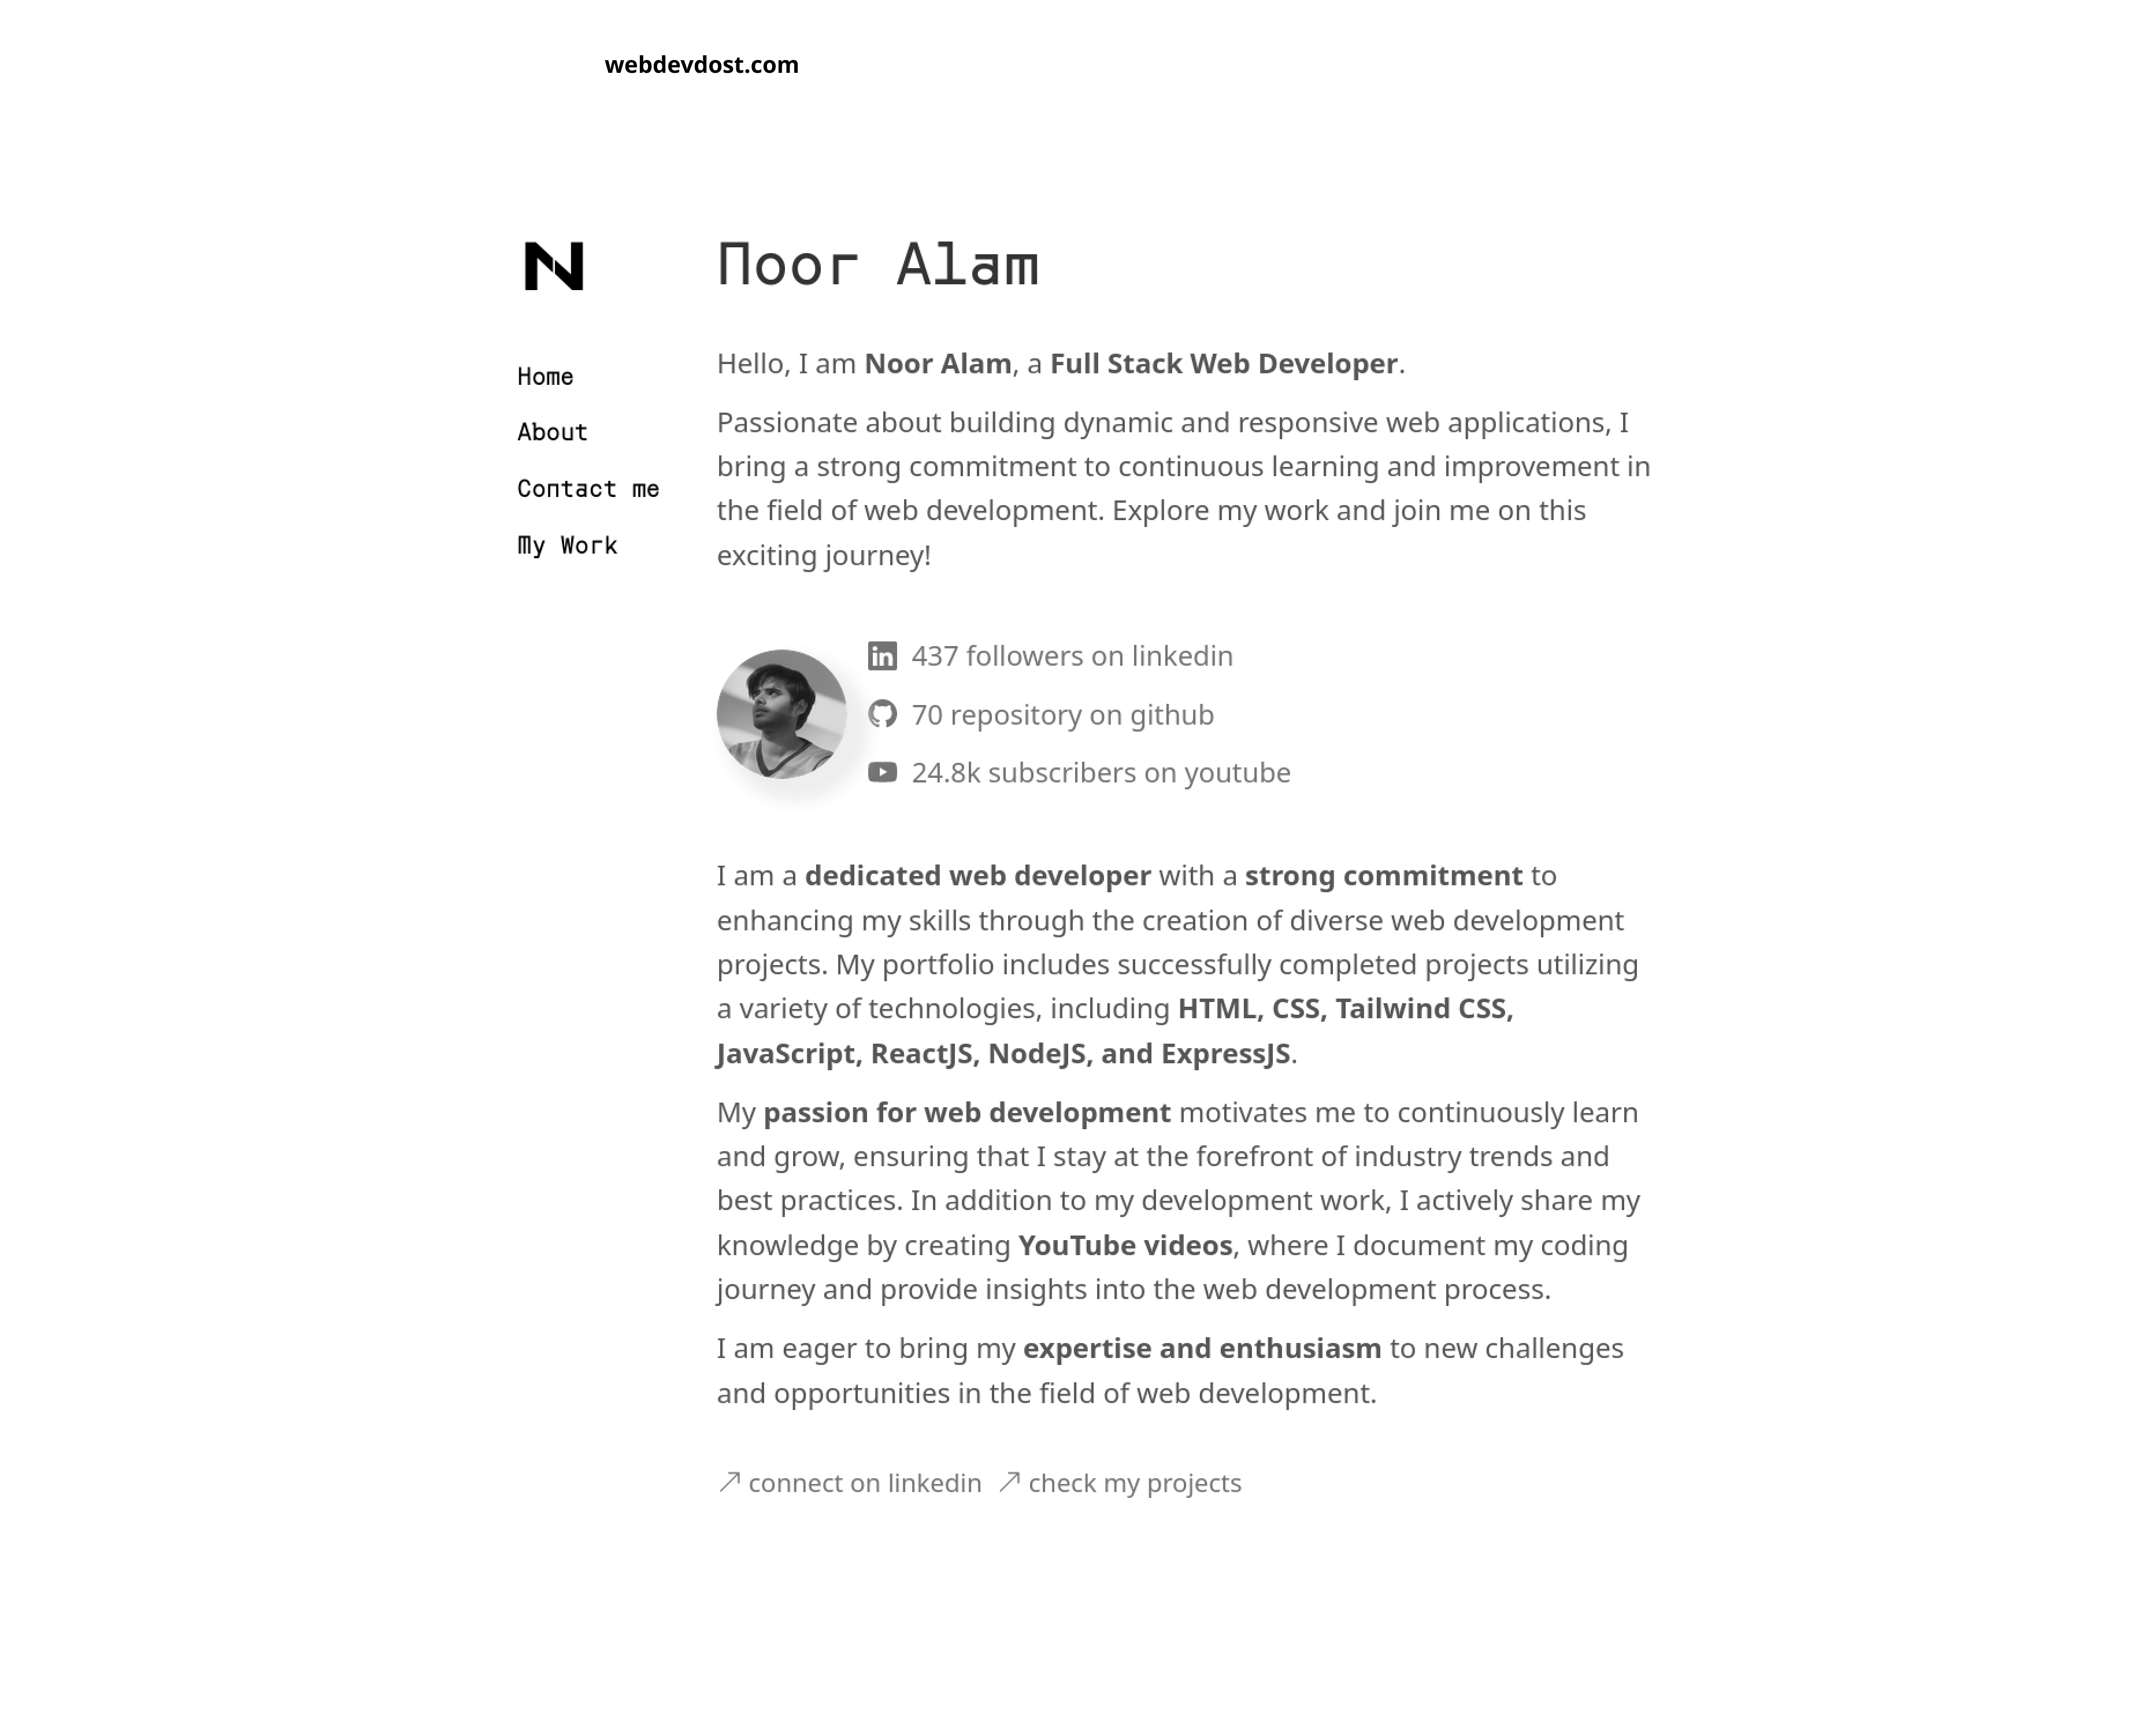 webdevdost.com
N
Noor Alam
Home
About
Contact me
My Work
Hello, I am Noor Alam, a Full Stack Web Developer.
Passionate about building dynamic and responsive web applications, I
bring a strong commitment to continuous learning and improvement in
the field of web development. Explore my work and join me on this
exciting journey!
in 437 followers on linkedin
70 repository on github
24.8k subscribers on youtube
I am a dedicated web developer with a strong commitment to
enhancing my skills through the creation of diverse web development
projects. My portfolio includes successfully completed projects utilizing
a variety of technologies, including HTML, CSS, Tailwind CSS,
JavaScript, ReactJS, NodeJS, and ExpressJS.
My passion for web development motivates me to continuously learn
and grow, ensuring that I stay at the forefront of industry trends and
best practices. In addition to my development work, I actively share my
knowledge by creating YouTube videos, where I document my coding
journey and provide insights into the web development process.
I am eager to bring my expertise and enthusiasm to new challenges
and opportunities in the field of web development.
connect on linkedin check my projects